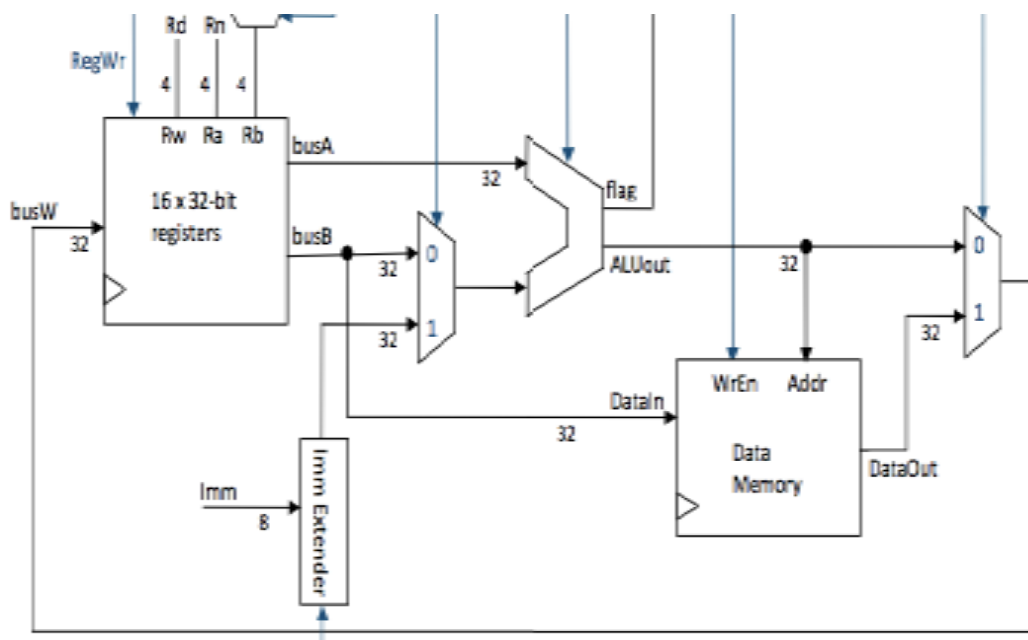 Rd Rn
RegWr
4 4 4
Rw Ra Rb
busA
32
flag
16 x 32-bit
registers
busW
32
busB
32
0
ALUout
32
0
1
32
1
32
WrEn Addr
DataIn
32
Data
Memory
DataOut
Imm
8
Imm Extender